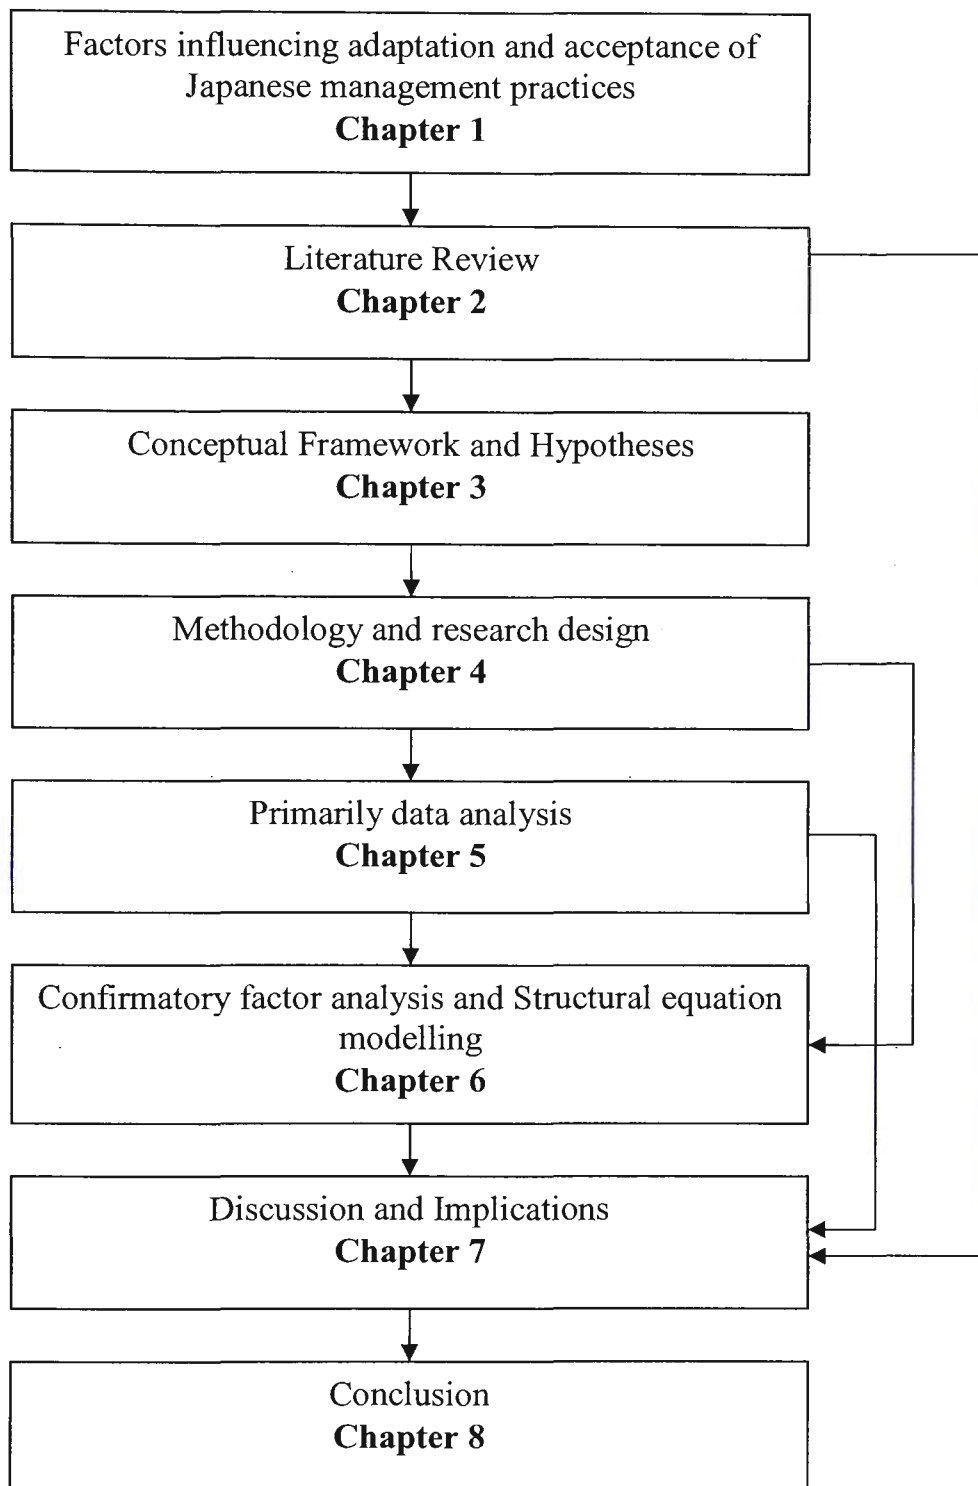 Factors influencing adaptation and acceptance of
Japanese management practices
Chapter 1
Literature Review
Chapter 2
Conceptual Framework and Hypotheses
Chapter 3
Methodology and research design
Chapter 4
Primarily data analysis
Chapter 5
Confirmatory factor analysis and Structural equation
modelling
Chapter 6
Discussion and Implications
Chapter 7
Conclusion
Chapter 8